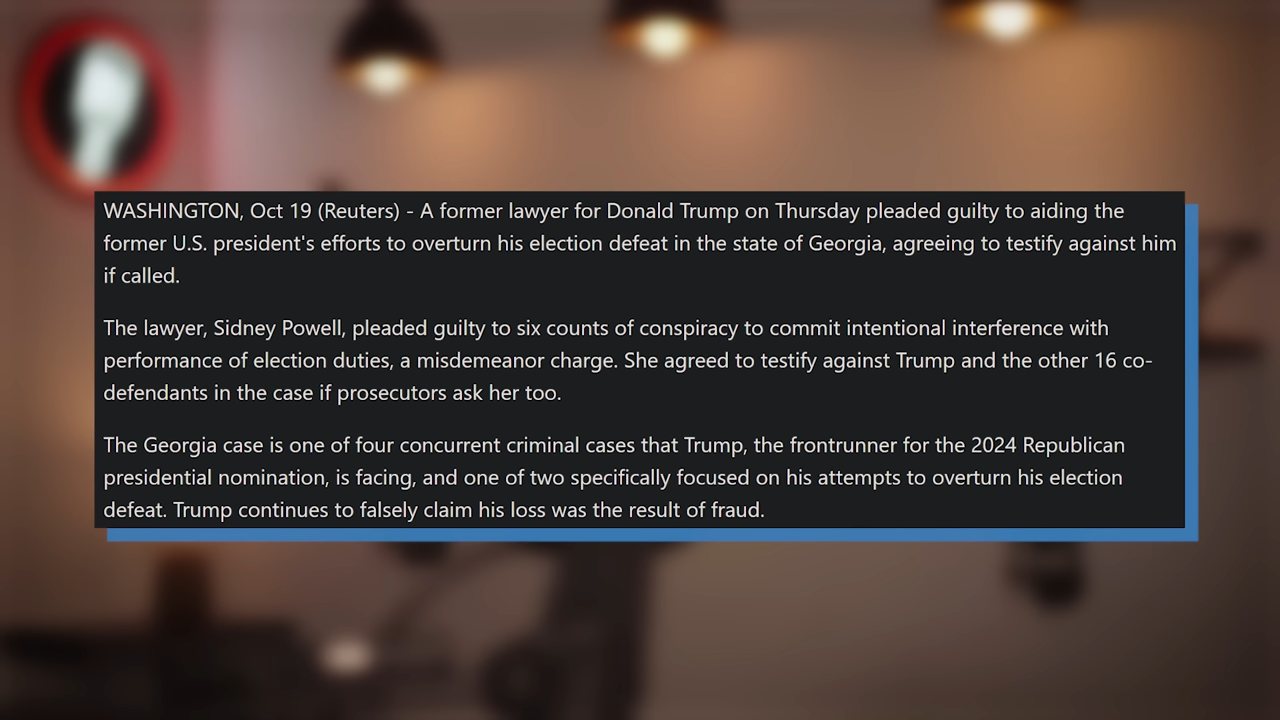 WASHINGTON, Oct 19 (Reuters) - A former lawyer for Donald Trump on Thursday pleaded guilty to aiding the
former U.S. president's efforts to overturn his election defeat in the state of Georgia, agreeing to testify against him
if called.
The lawyer, Sidney Powell, pleaded guilty to six counts of conspiracy to commit intentional interference with
performance of election duties, a misdemeanor charge. She agreed to testify against Trump and the other 16 co-
defendants in the case if prosecutors ask her too.
The Georgia case is one of four concurrent criminal cases that Trump, the frontrunner for the 2024 Republican
presidential nomination, is facing, and one of two specifically focused on his attempts to overturn his election
defeat. Trump continues to falsely claim his loss was the result of fraud.